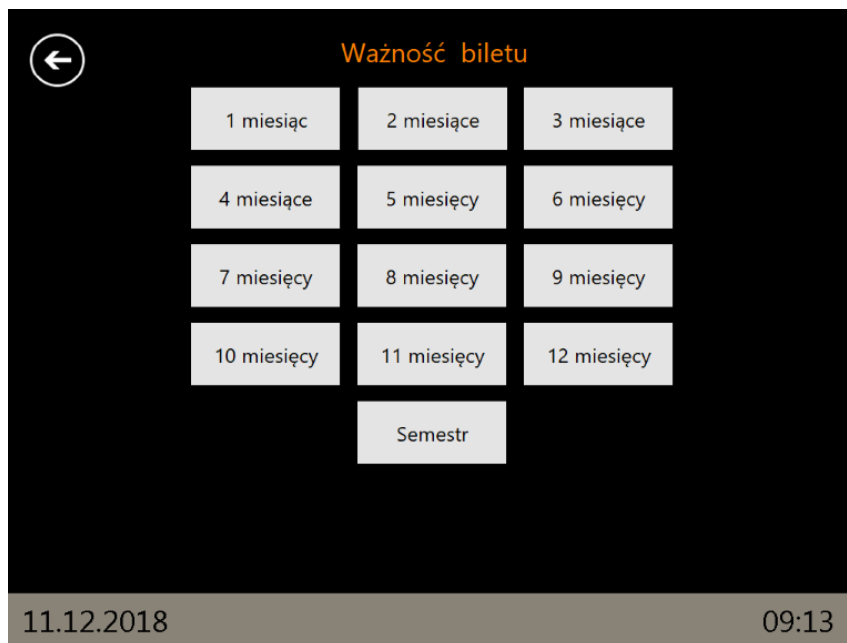 Ważność biletu
1 miesiąc 2 miesiące 3 miesiące
4 miesiące 5 miesięcy 6 miesięcy
7 miesięcy 8 miesięcy 9 miesięcy
10 miesięcy 11 miesięcy 12 miesięcy
Semestr
11.12.2018 09:13